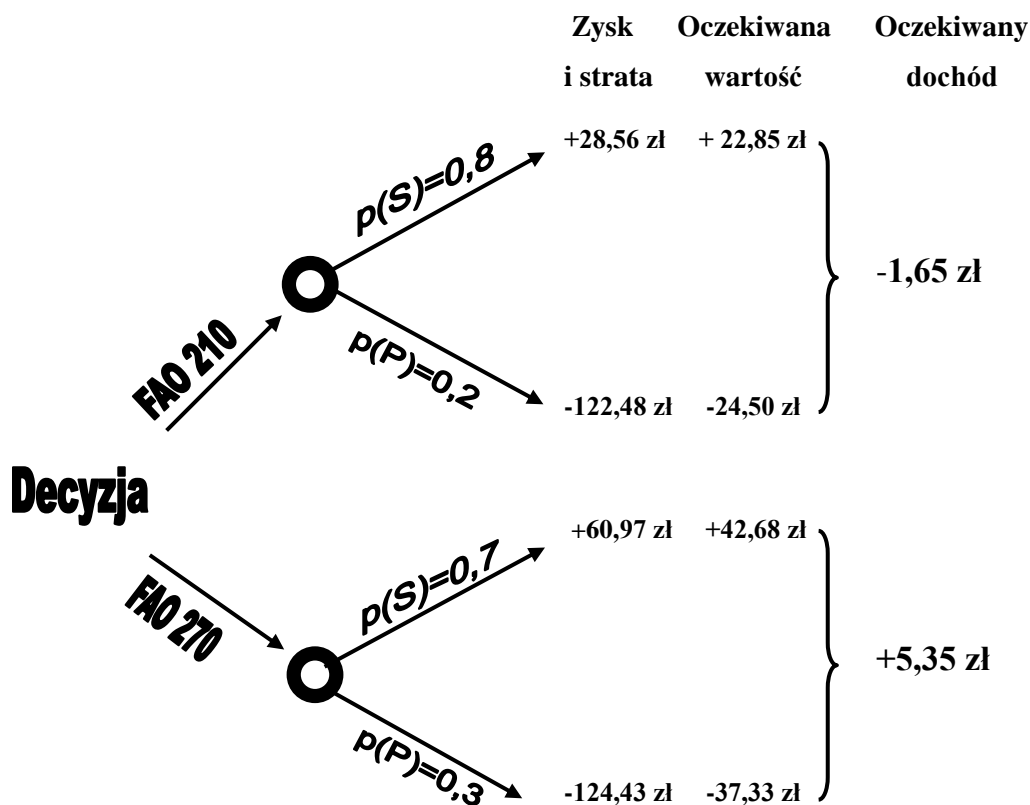 Zysk Oczekiwana Oczekiwany
i strata wartość dochód
+28,56 zł + 22,85 zł
p(S)=0,8
-1,65 zł
FAO 210
p(P)=0,2
-122,48 zł -24,50 zł
Decyzja
+60,97 zł +42,68 zł
p(S)=0,7
FAO 270
+5,35 zł
p(P)=0,3
-124,43 zł -37,33 zł